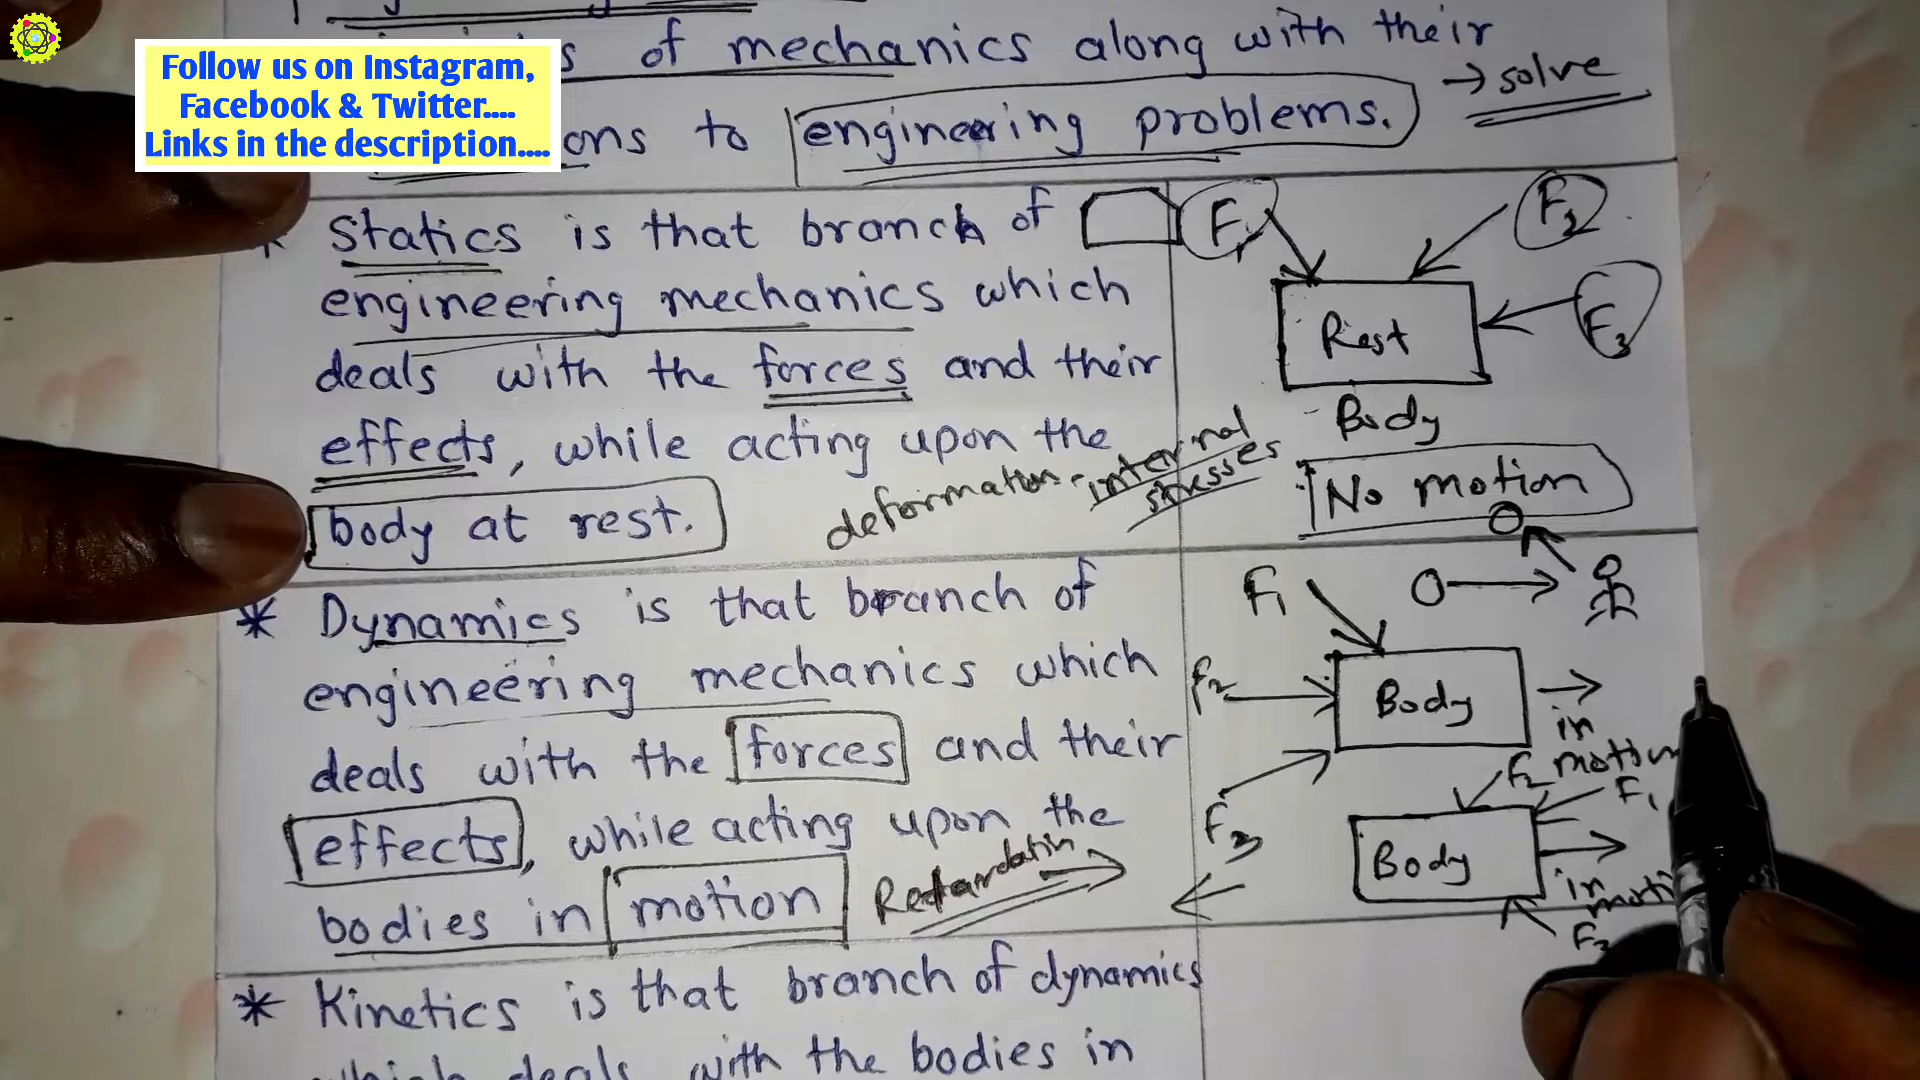 of mechanics along with their
→ solve
Follow us on Instagram,
Facebook & Twitter....
Links in the description....
ons to engineering problems.
Statics is that branch of
engineering mechanics which
deals with the forces and their
effects, while acting upon the
body at rest.
deformation - internal
stresses
F1
F2
F3
Rest
Body
No motion
* Dynamics is that branch of
engineering mechanics which
deals with the forces and their
effects, while acting upon the
bodies in motion
Retardation
F1
F2
F3
Body
in
motion
F2
F1
Body
in
F3
* Kinetics is that branch of dynamics
which deals with the bodies in